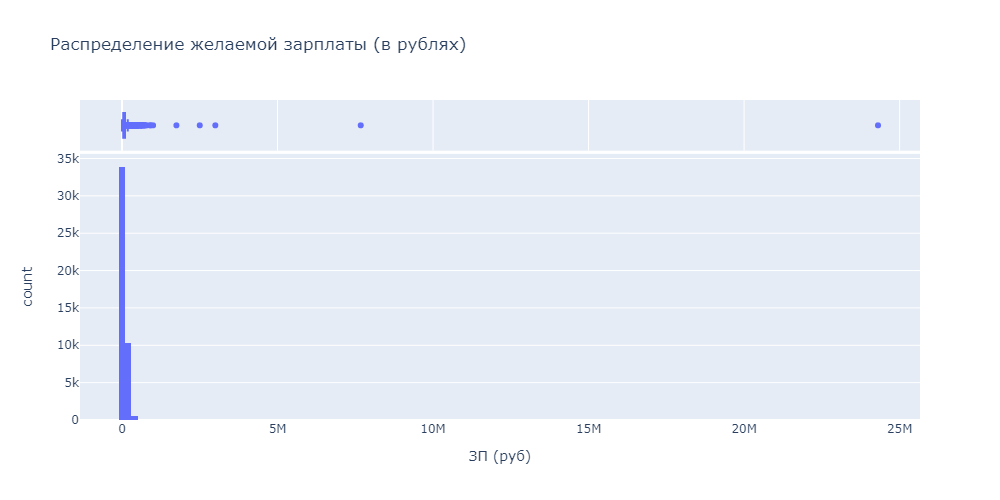 Распределение желаемой зарплаты (в рублях)
35k
30k
25k
20k
15k
10k
5k
0
count
0
5M
10M
15M
20M
25M
ЗП (руб)